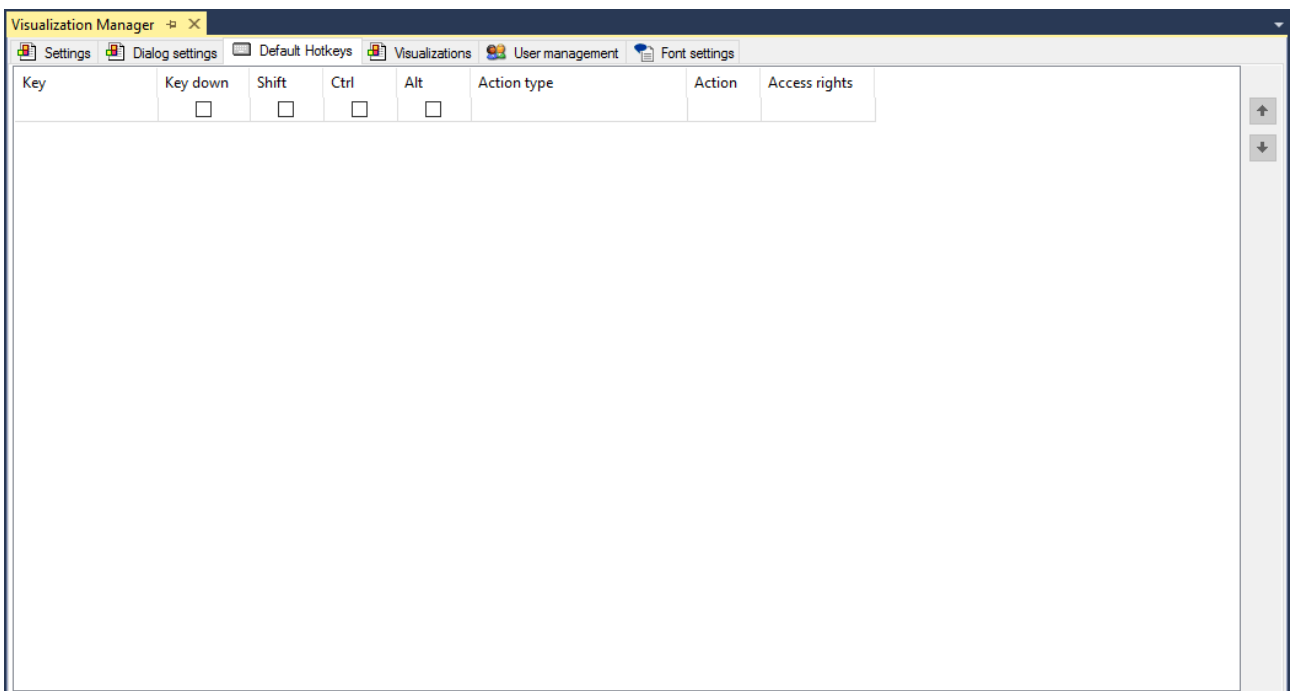 Visualization Manager
Settings Dialog settings Default Hotkeys Visualizations User management Font settings
Key Key down Shift Ctrl Alt Action type Action Access rights